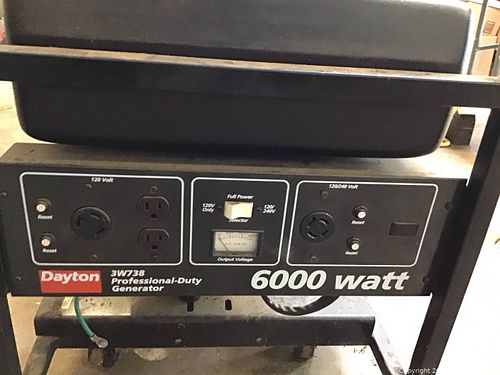 120 Volt
Reset
Reset
Full Power
120V
Only
120/
240V
Selector
A.C. VOLTS
Output Voltage
120/240 Volt
Reset
Reset
Dayton
3W738
Professional-Duty
Generator
6000 watt